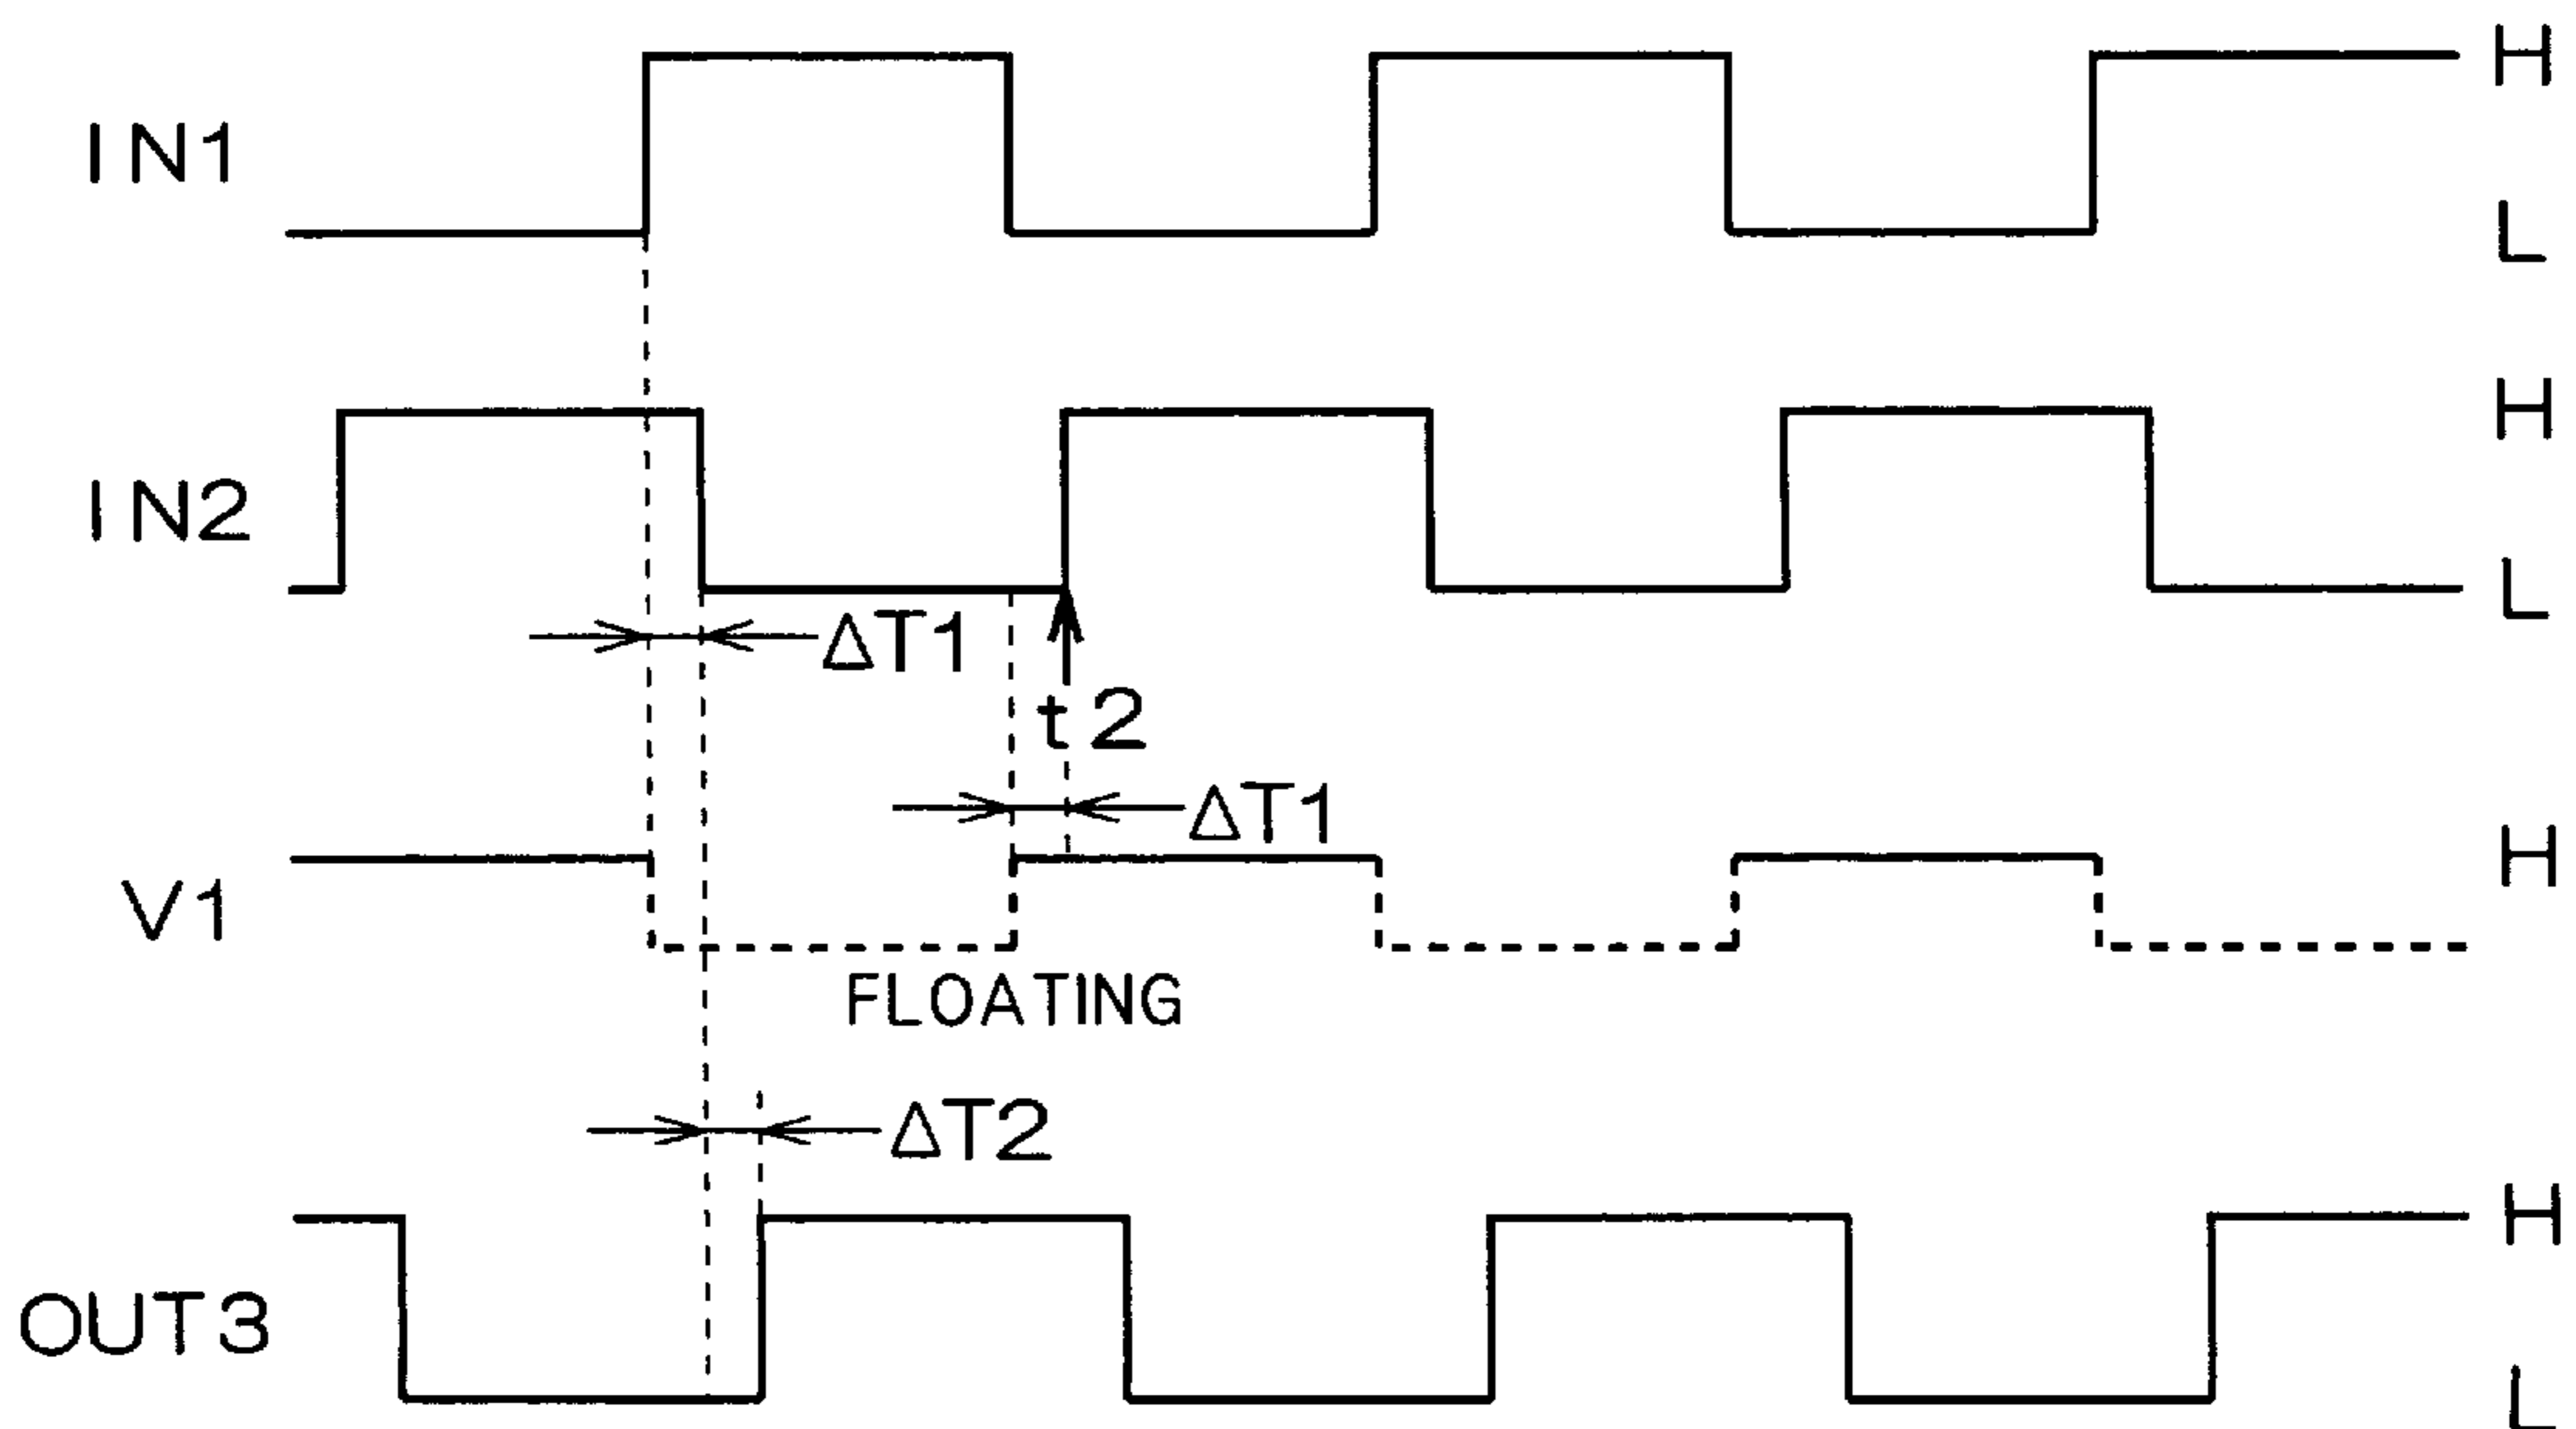 H
IN1
L
H
IN2
L
ΔT1
t2
ΔT1
H
V1
FLOATING
ΔT2
H
OUT3
L